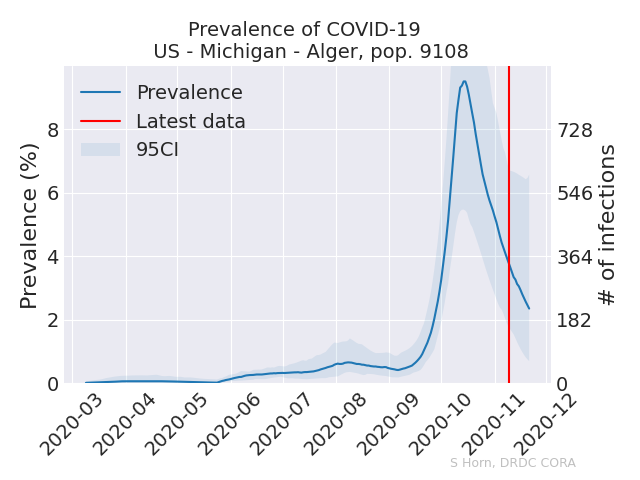 Prevalence of COVID-19
US - Michigan - Alger, pop. 9108
Prevalence
Latest data
95CI
Prevalence (%)
8
6
4
2
0
728
546
364
182
0
# of infections
2020-03
2020-04
2020-05
2020-06
2020-07
2020-08
2020-09
2020-10
2020-11
2020-12
S Horn, DRDC CORA